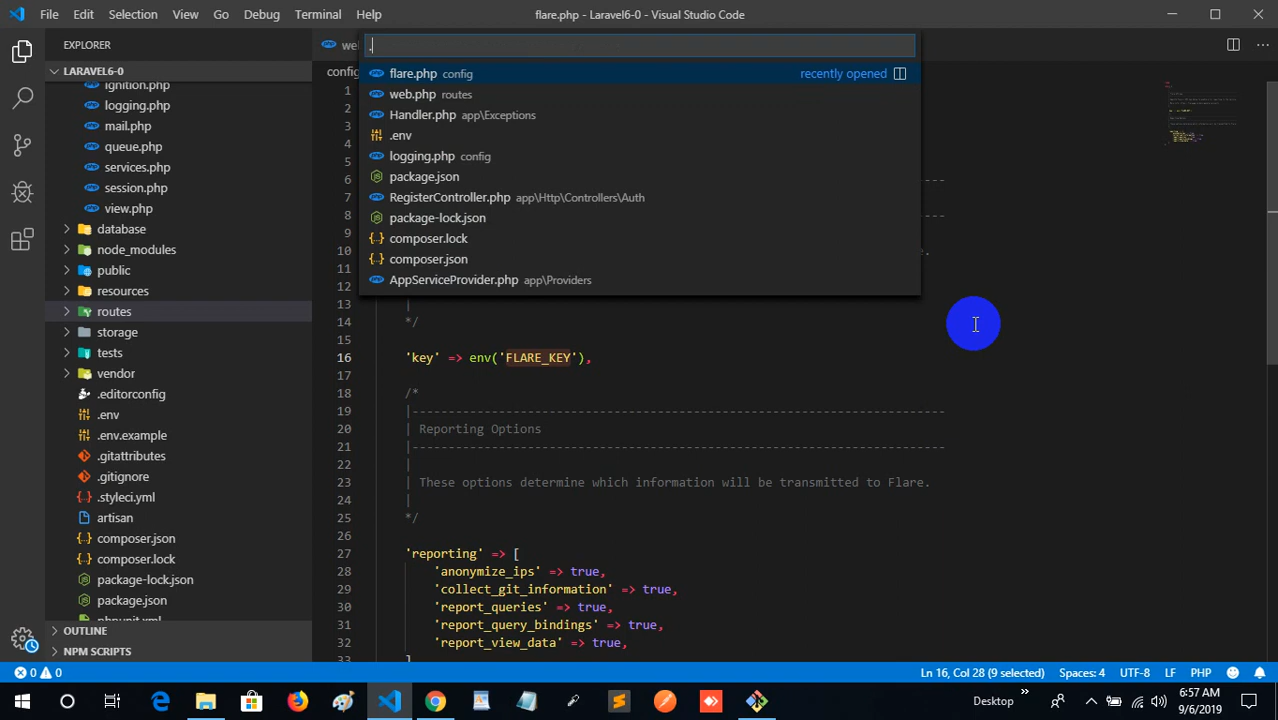 File Edit Selection View Go Debug Terminal Help
flare.php - Laravel6-0 - Visual Studio Code
EXPLORER
LARAVEL6-0
ignition.php
logging.php
mail.php
queue.php
services.php
session.php
view.php
database
node_modules
public
resources
routes
storage
tests
vendor
.editorconfig
.env
.env.example
.gitattributes
.gitignore
.styleci.yml
artisan
composer.json
composer.lock
package-lock.json
package.json
phpunit.xml
OUTLINE
NPM SCRIPTS
we
config
.
flare.php config recently opened
web.php routes
Handler.php app\Exceptions
.env
logging.php config
package.json
RegisterController.php app\Http\Controllers\Auth
package-lock.json
composer.lock
composer.json
AppServiceProvider.php app\Providers
1
2
3
4
5
6 -----
7
8 -----
9
10 .
11
12
13 |
14 */
15
16 'key' => env('FLARE_KEY'),
17
18 /*
19 |--------------------------------------------------------------------------
20 | Reporting Options
21 |--------------------------------------------------------------------------
22 |
23 | These options determine which information will be transmitted to Flare.
24 |
25 */
26
27 'reporting' => [
28 'anonymize_ips' => true,
29 'collect_git_information' => true,
30 'report_queries' => true,
31 'report_query_bindings' => true,
32 'report_view_data' => true,
33 ]
0 0 Ln 16, Col 28 (9 selected) Spaces: 4 UTF-8 LF PHP
Desktop
6:57 AM
9/6/2019